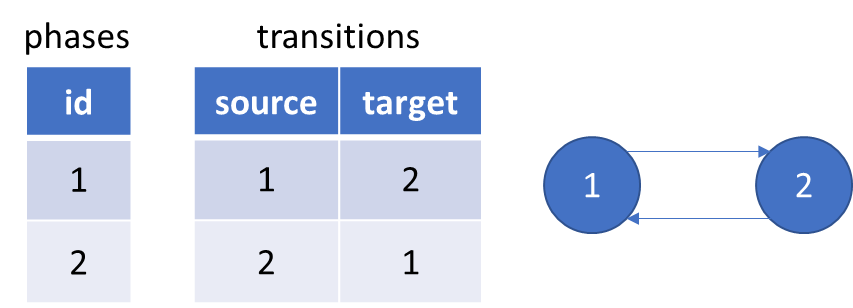 phases
id
1
2
transitions
source target
1 2
2 1
1 2